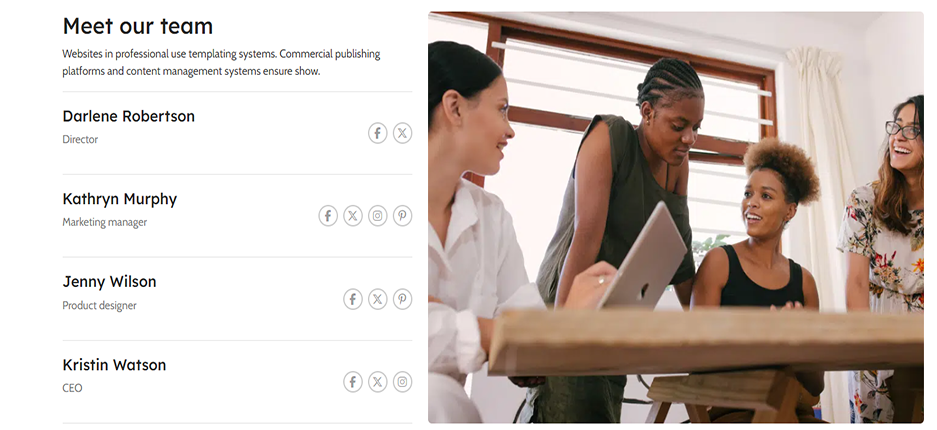 Meet our team
Websites in professional use templating systems. Commercial publishing
platforms and content management systems ensure show.
Darlene Robertson
Director
Kathryn Murphy
Marketing manager
Jenny Wilson
Product designer
Kristin Watson
CEO